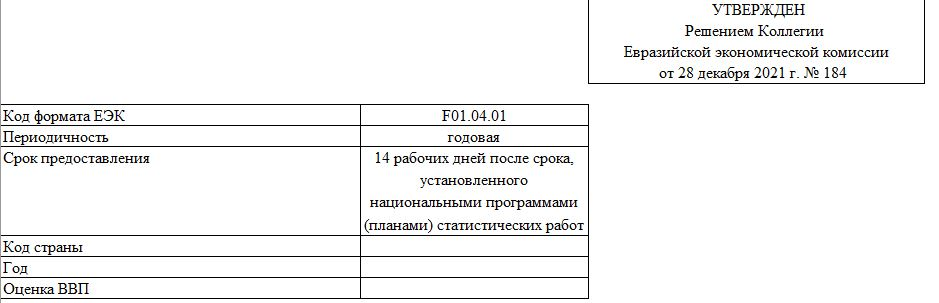 УТВЕРЖДЕН
Решением Коллегии
Евразийской экономической комиссии
от 28 декабря 2021 г. № 184
Код формата ЕЭК F01.04.01
Периодичность годовая
Срок предоставления 14 рабочих дней после срока,
установленного
национальными программами
(планами) статистических работ
Код страны
Год
Оценка ВВП